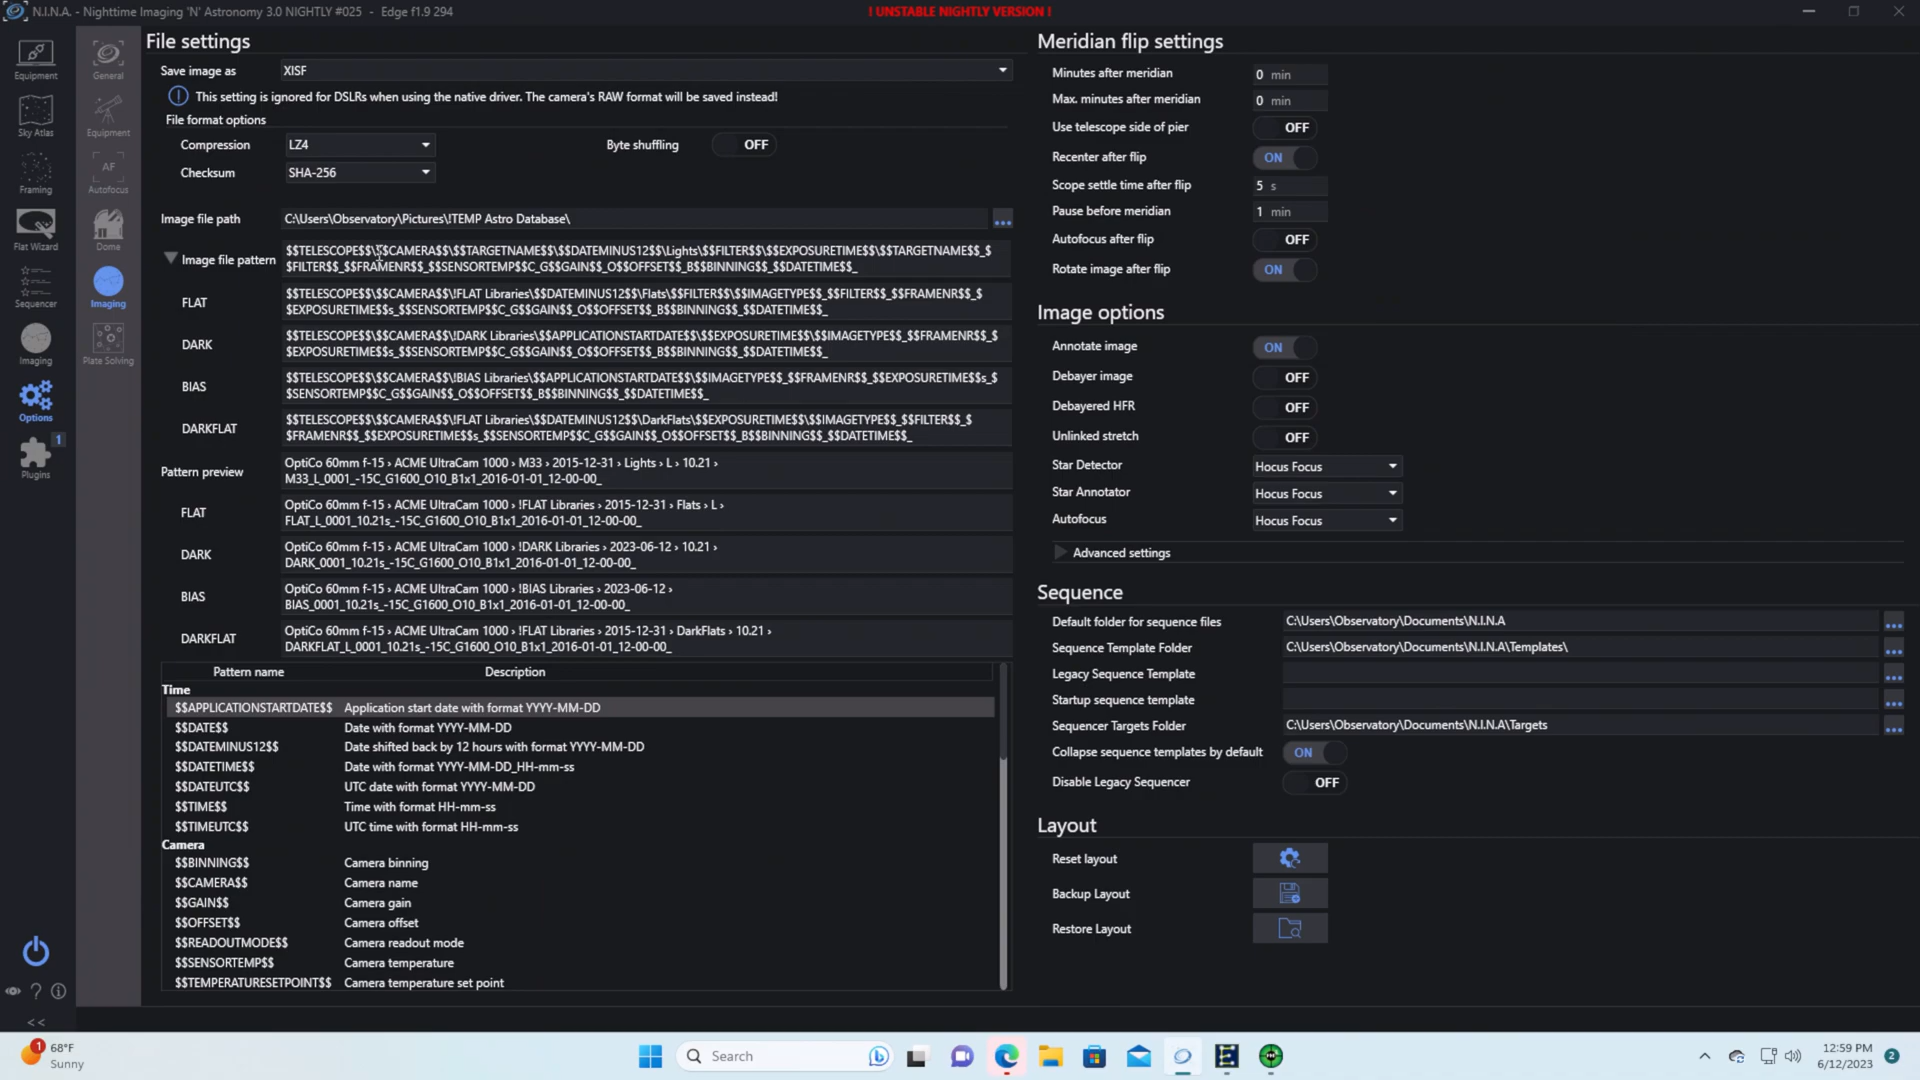 N.I.N.A. - Nighttime Imaging 'N' Astronomy 3.0 NIGHTLY #025 - Edge f1.9 294
! UNSTABLE NIGHTLY VERSION !
Equipment
Sky Atlas
Framing
Flat Wizard
Sequencer
Imaging
Options
1
Plugins
<<
General
Equipment
AF
Autofocus
Dome
Imaging
Plate Solving
File settings
Save image as XISF
This setting is ignored for DSLRs when using the native driver. The camera's RAW format will be saved instead!
File format options
Compression LZ4 Byte shuffling OFF
Checksum SHA-256
Image file path C:\Users\Observatory\Pictures\!TEMP Astro Database\ ...
Image file pattern
$$TELESCOPE$$\$$CAMERA$$\$$TARGETNAME$$\$$DATEMINUS12$$\Lights\$$FILTER$$\$$EXPOSURETIME$$\$$TARGETNAME$$_$
$FILTER$$_$$FRAMENR$$_$$SENSORTEMP$$C_G$$GAIN$$_O$$OFFSET$$_B$$BINNING$$_$$DATETIME$$_
FLAT
$$TELESCOPE$$\$$CAMERA$$\!FLAT Libraries\$$DATEMINUS12$$\Flats\$$FILTER$$\$$IMAGETYPE$$_$$FILTER$$_$$FRAMENR$$_$
$EXPOSURETIME$$s_$$SENSORTEMP$$C_G$$GAIN$$_O$$OFFSET$$_B$$BINNING$$_$$DATETIME$$_
DARK
$$TELESCOPE$$\$$CAMERA$$\!DARK Libraries\$$APPLICATIONSTARTDATE$$\$$EXPOSURETIME$$\$$IMAGETYPE$$_$$FRAMENR$$_$
$EXPOSURETIME$$s_$$SENSORTEMP$$C_G$$GAIN$$_O$$OFFSET$$_B$$BINNING$$_$$DATETIME$$_
BIAS
$$TELESCOPE$$\$$CAMERA$$\!BIAS Libraries\$$APPLICATIONSTARTDATE$$\$$IMAGETYPE$$_$$FRAMENR$$_$$EXPOSURETIME$$s_$
$SENSORTEMP$$C_G$$GAIN$$_O$$OFFSET$$_B$$BINNING$$_$$DATETIME$$_
DARKFLAT
$$TELESCOPE$$\$$CAMERA$$\!FLAT Libraries\$$DATEMINUS12$$\DarkFlats\$$EXPOSURETIME$$\$$IMAGETYPE$$_$$FILTER$$_$
$FRAMENR$$_$$EXPOSURETIME$$s_$$SENSORTEMP$$C_G$$GAIN$$_O$$OFFSET$$_B$$BINNING$$_$$DATETIME$$_
Pattern preview
OptiCo 60mm f-15 › ACME UltraCam 1000 › M33 › 2015-12-31 › Lights › L › 10.21 ›
M33_L_0001_-15C_G1600_O10_B1x1_2016-01-01_12-00-00_
FLAT
OptiCo 60mm f-15 › ACME UltraCam 1000 › !FLAT Libraries › 2015-12-31 › Flats › L ›
FLAT_L_0001_10.21s_-15C_G1600_O10_B1x1_2016-01-01_12-00-00_
DARK
OptiCo 60mm f-15 › ACME UltraCam 1000 › !DARK Libraries › 2023-06-12 › 10.21 ›
DARK_0001_10.21s_-15C_G1600_O10_B1x1_2016-01-01_12-00-00_
BIAS
OptiCo 60mm f-15 › ACME UltraCam 1000 › !BIAS Libraries › 2023-06-12 ›
BIAS_0001_10.21s_-15C_G1600_O10_B1x1_2016-01-01_12-00-00_
DARKFLAT
OptiCo 60mm f-15 › ACME UltraCam 1000 › !FLAT Libraries › 2015-12-31 › DarkFlats › 10.21 ›
DARKFLAT_L_0001_10.21s_-15C_G1600_O10_B1x1_2016-01-01_12-00-00_
Pattern name Description
Time
$$APPLICATIONSTARTDATE$$ Application start date with format YYYY-MM-DD
$$DATE$$ Date with format YYYY-MM-DD
$$DATEMINUS12$$ Date shifted back by 12 hours with format YYYY-MM-DD
$$DATETIME$$ Date with format YYYY-MM-DD_HH-mm-ss
$$DATEUTC$$ UTC date with format YYYY-MM-DD
$$TIME$$ Time with format HH-mm-ss
$$TIMEUTC$$ UTC time with format HH-mm-ss
Camera
$$BINNING$$ Camera binning
$$CAMERA$$ Camera name
$$GAIN$$ Camera gain
$$OFFSET$$ Camera offset
$$READOUTMODE$$ Camera readout mode
$$SENSORTEMP$$ Camera temperature
$$TEMPERATURESETPOINT$$ Camera temperature set point
Meridian flip settings
Minutes after meridian 0 min
Max. minutes after meridian 0 min
Use telescope side of pier OFF
Recenter after flip ON
Scope settle time after flip 5 s
Pause before meridian 1 min
Autofocus after flip OFF
Rotate image after flip ON
Image options
Annotate image ON
Debayer image OFF
Debayered HFR OFF
Unlinked stretch OFF
Star Detector Hocus Focus
Star Annotator Hocus Focus
Autofocus Hocus Focus
Advanced settings
Sequence
Default folder for sequence files C:\Users\Observatory\Documents\N.I.N.A ...
Sequence Template Folder C:\Users\Observatory\Documents\N.I.N.A\Templates\ ...
Legacy Sequence Template ...
Startup sequence template ...
Sequencer Targets Folder C:\Users\Observatory\Documents\N.I.N.A\Targets ...
Collapse sequence templates by default ON
Disable Legacy Sequencer OFF
Layout
Reset layout
Backup Layout
Restore Layout
1
68°F
Sunny
Search
12:59 PM
6/12/2023
2